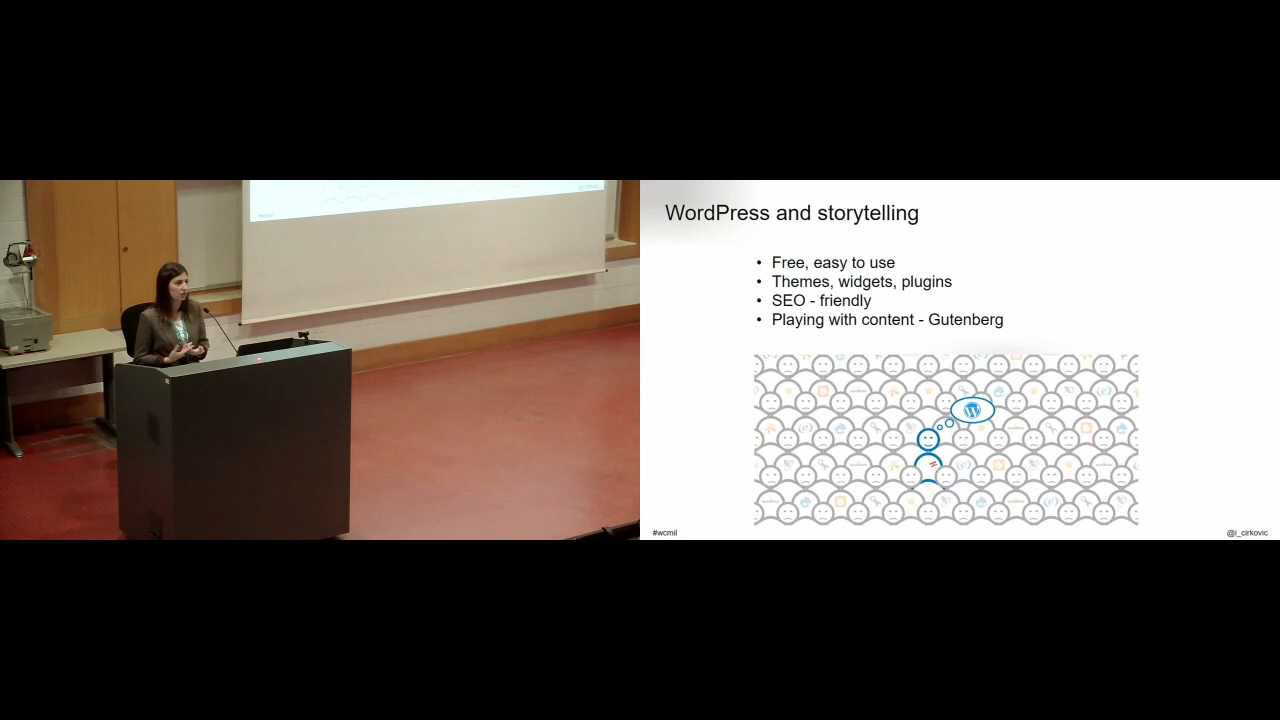 WordPress and storytelling
• Free, easy to use
• Themes, widgets, plugins
• SEO - friendly
• Playing with content - Gutenberg
#wcmil
@i_cirkovic